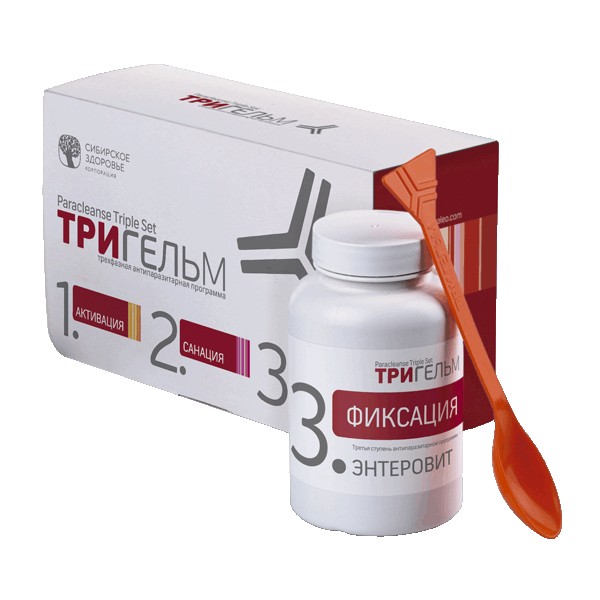 ТРИГЕЛЬМ
СИБИРСКОЕ
ЗДОРОВЬЕ
КОРПОРАЦИЯ
Paracleanse Triple Set
ТРИГЕЛЬМ
трехфазная антипаразитарная программа
1. АКТИВАЦИЯ
2. САНАЦИЯ
3
Paracleanse Triple Set
ТРИГЕЛЬМ
3. ФИКСАЦИЯ
Третья ступень антипаразитарной программы
ЭНТЕРОВИТ